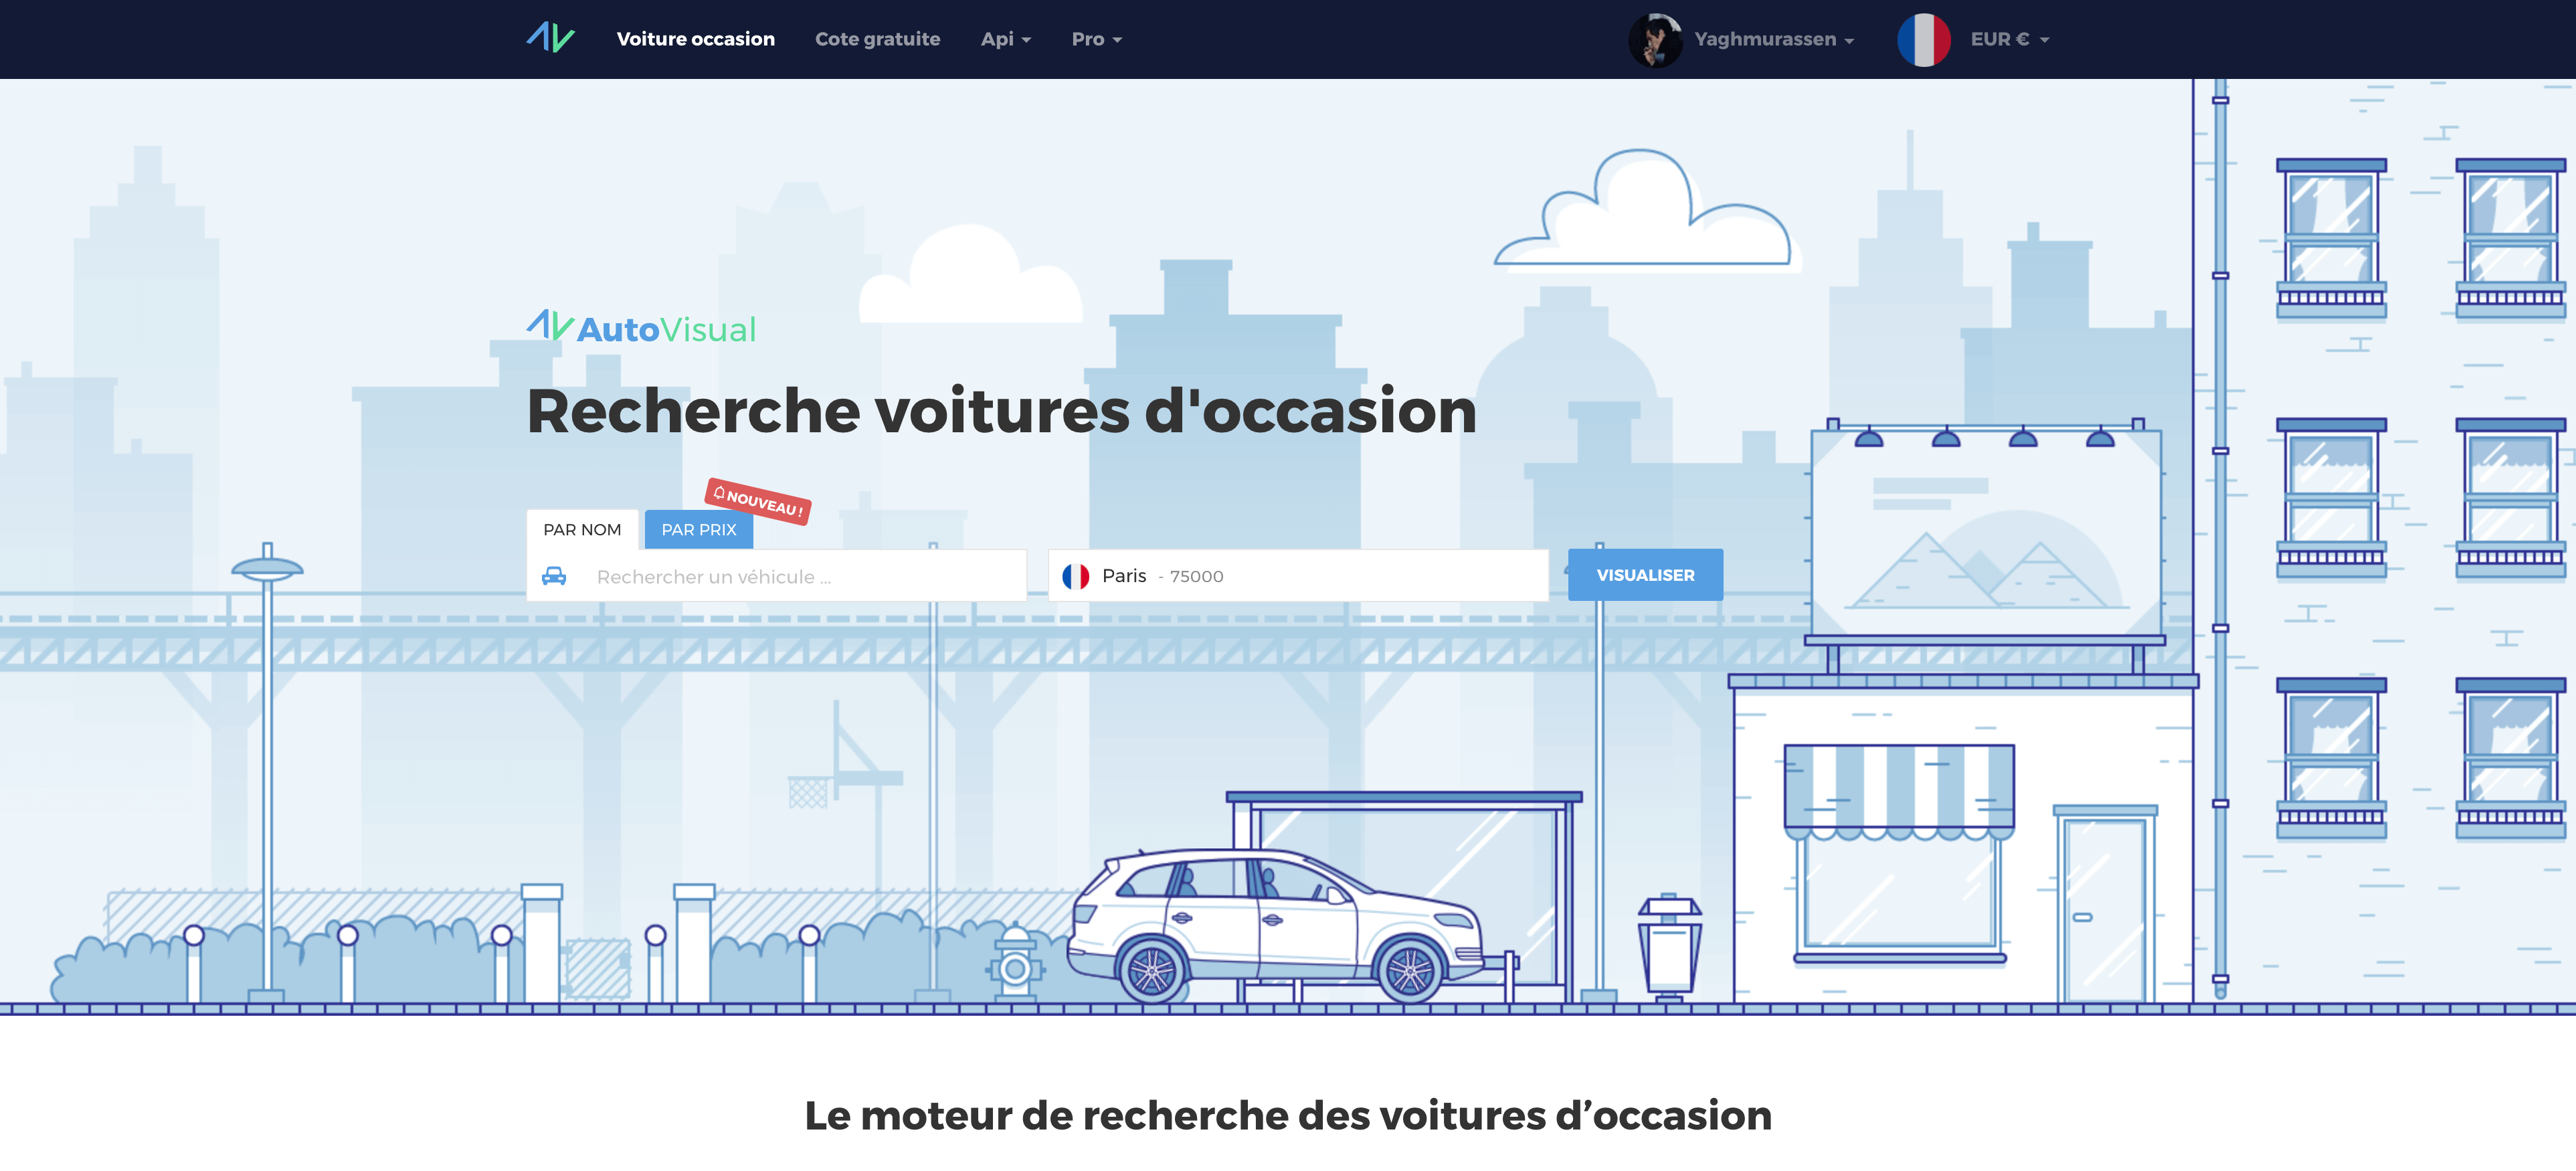 Voiture occasion Cote gratuite Api Pro Yaghmurassen EUR €
AutoVisual
Recherche voitures d'occasion
NOUVEAU !
PAR NOM PAR PRIX
Rechercher un véhicule ... Paris - 75000 VISUALISER
Le moteur de recherche des voitures d’occasion